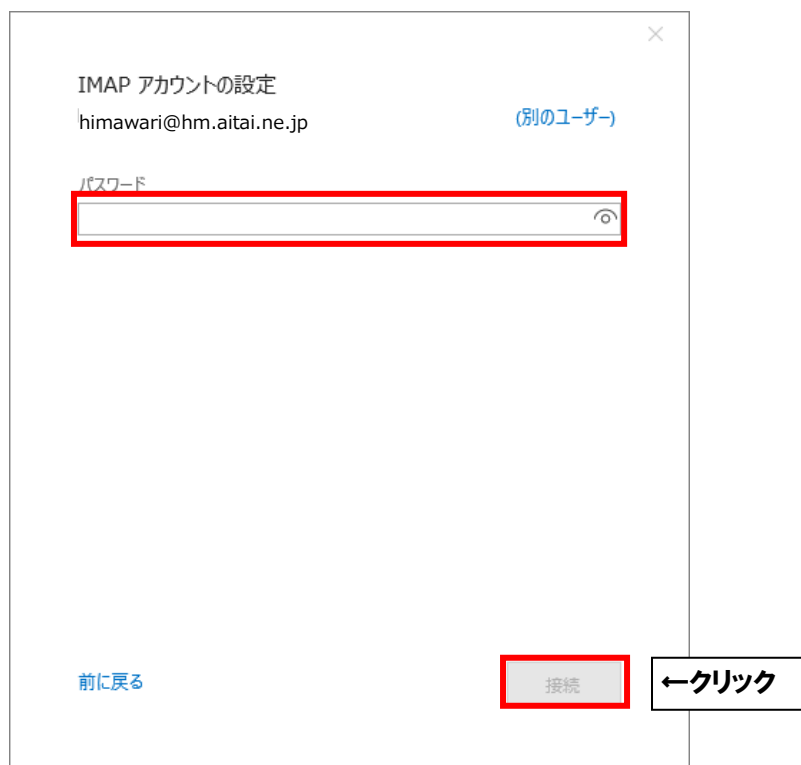 IMAP アカウントの設定
himawari@hm.aitai.ne.jp
(別のユーザー)
パスワード
前に戻る
接続
←クリック